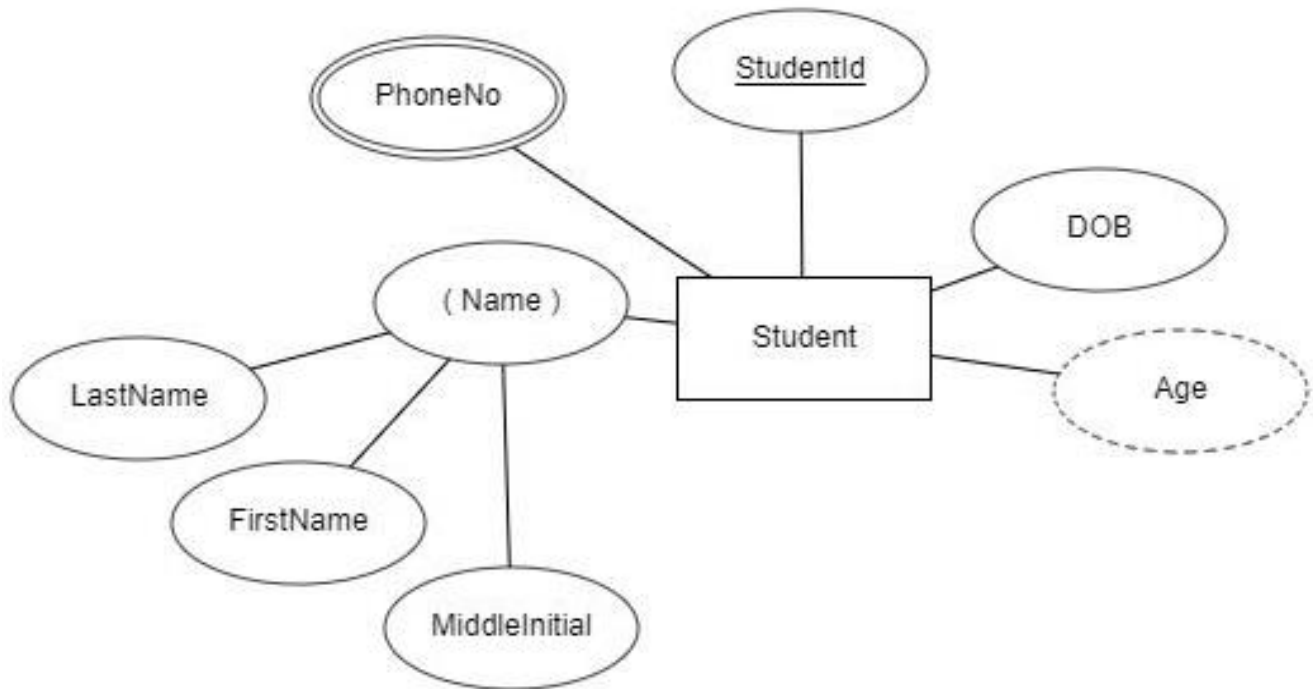 StudentId
PhoneNo
DOB
( Name )
Student
Age
LastName
FirstName
MiddleInitial